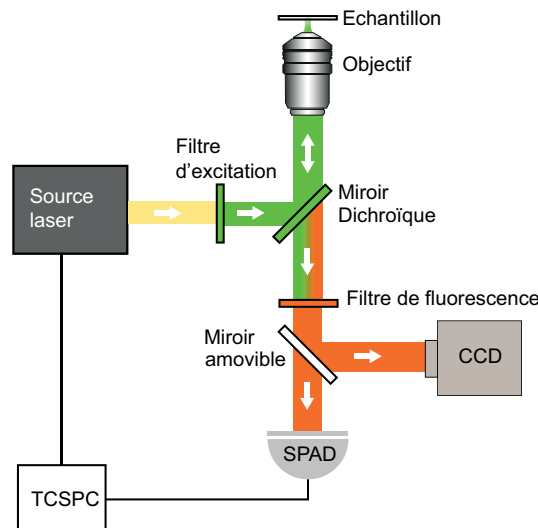 Echantillon
Objectif
Filtre
d'excitation
Source
laser
Miroir
Dichroïque
Filtre de fluorescence
Miroir
amovible
CCD
SPAD
TCSPC